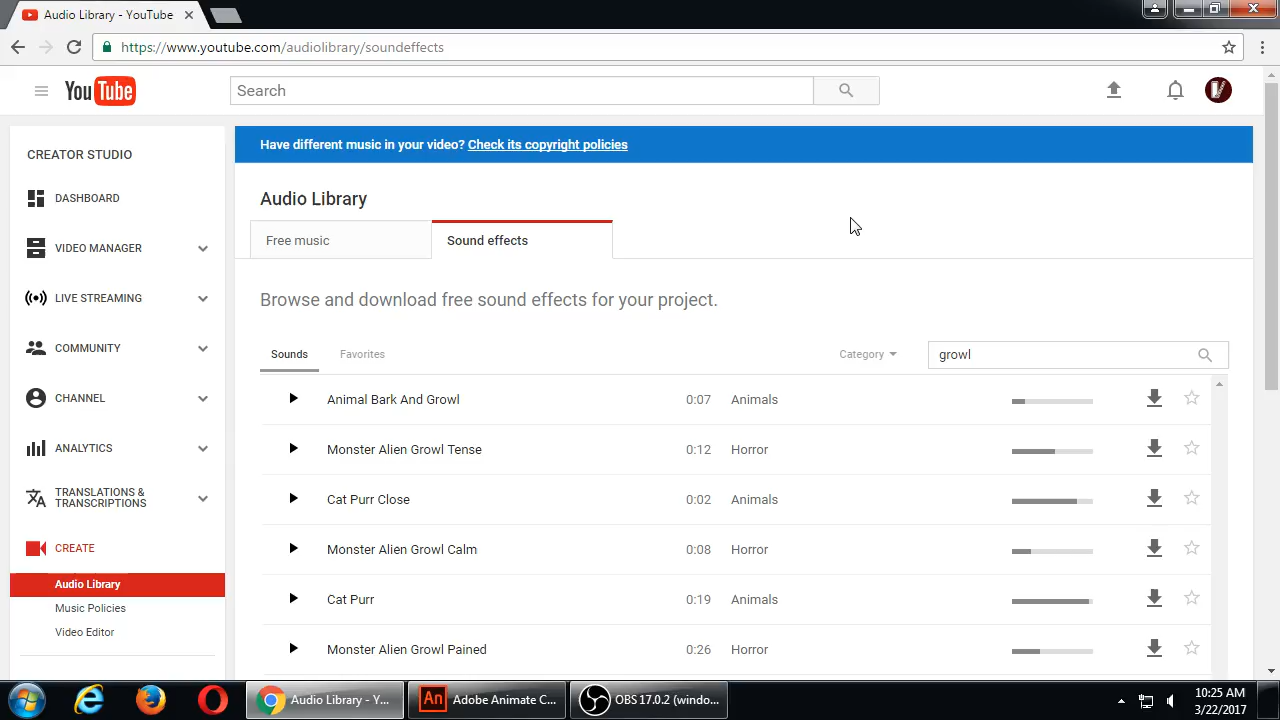 Audio Library - YouTube
https://www.youtube.com/audiolibrary/soundeffects
YouTube
Search
CREATOR STUDIO
DASHBOARD
VIDEO MANAGER
LIVE STREAMING
COMMUNITY
CHANNEL
ANALYTICS
TRANSLATIONS &
TRANSCRIPTIONS
CREATE
Audio Library
Music Policies
Video Editor
Have different music in your video? Check its copyright policies
Audio Library
Free music
Sound effects
Browse and download free sound effects for your project.
Sounds Favorites Category growl
Animal Bark And Growl 0:07 Animals
Monster Alien Growl Tense 0:12 Horror
Cat Purr Close 0:02 Animals
Monster Alien Growl Calm 0:08 Horror
Cat Purr 0:19 Animals
Monster Alien Growl Pained 0:26 Horror
Audio Library - Y...
An Adobe Animate C...
OBS 17.0.2 (windo...
10:25 AM
3/22/2017